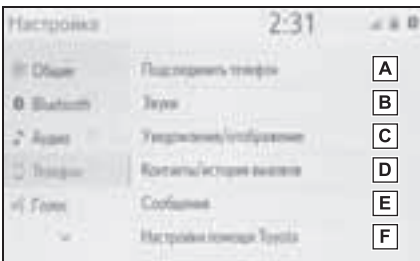 Настройка 2:31
Общие Подсоединить телефон A
Bluetooth Звуки B
Аудио Уведомление/отображение C
Телефон Контакты/история вызовов D
Голос Сообщения E
Настройки помощи Toyota F